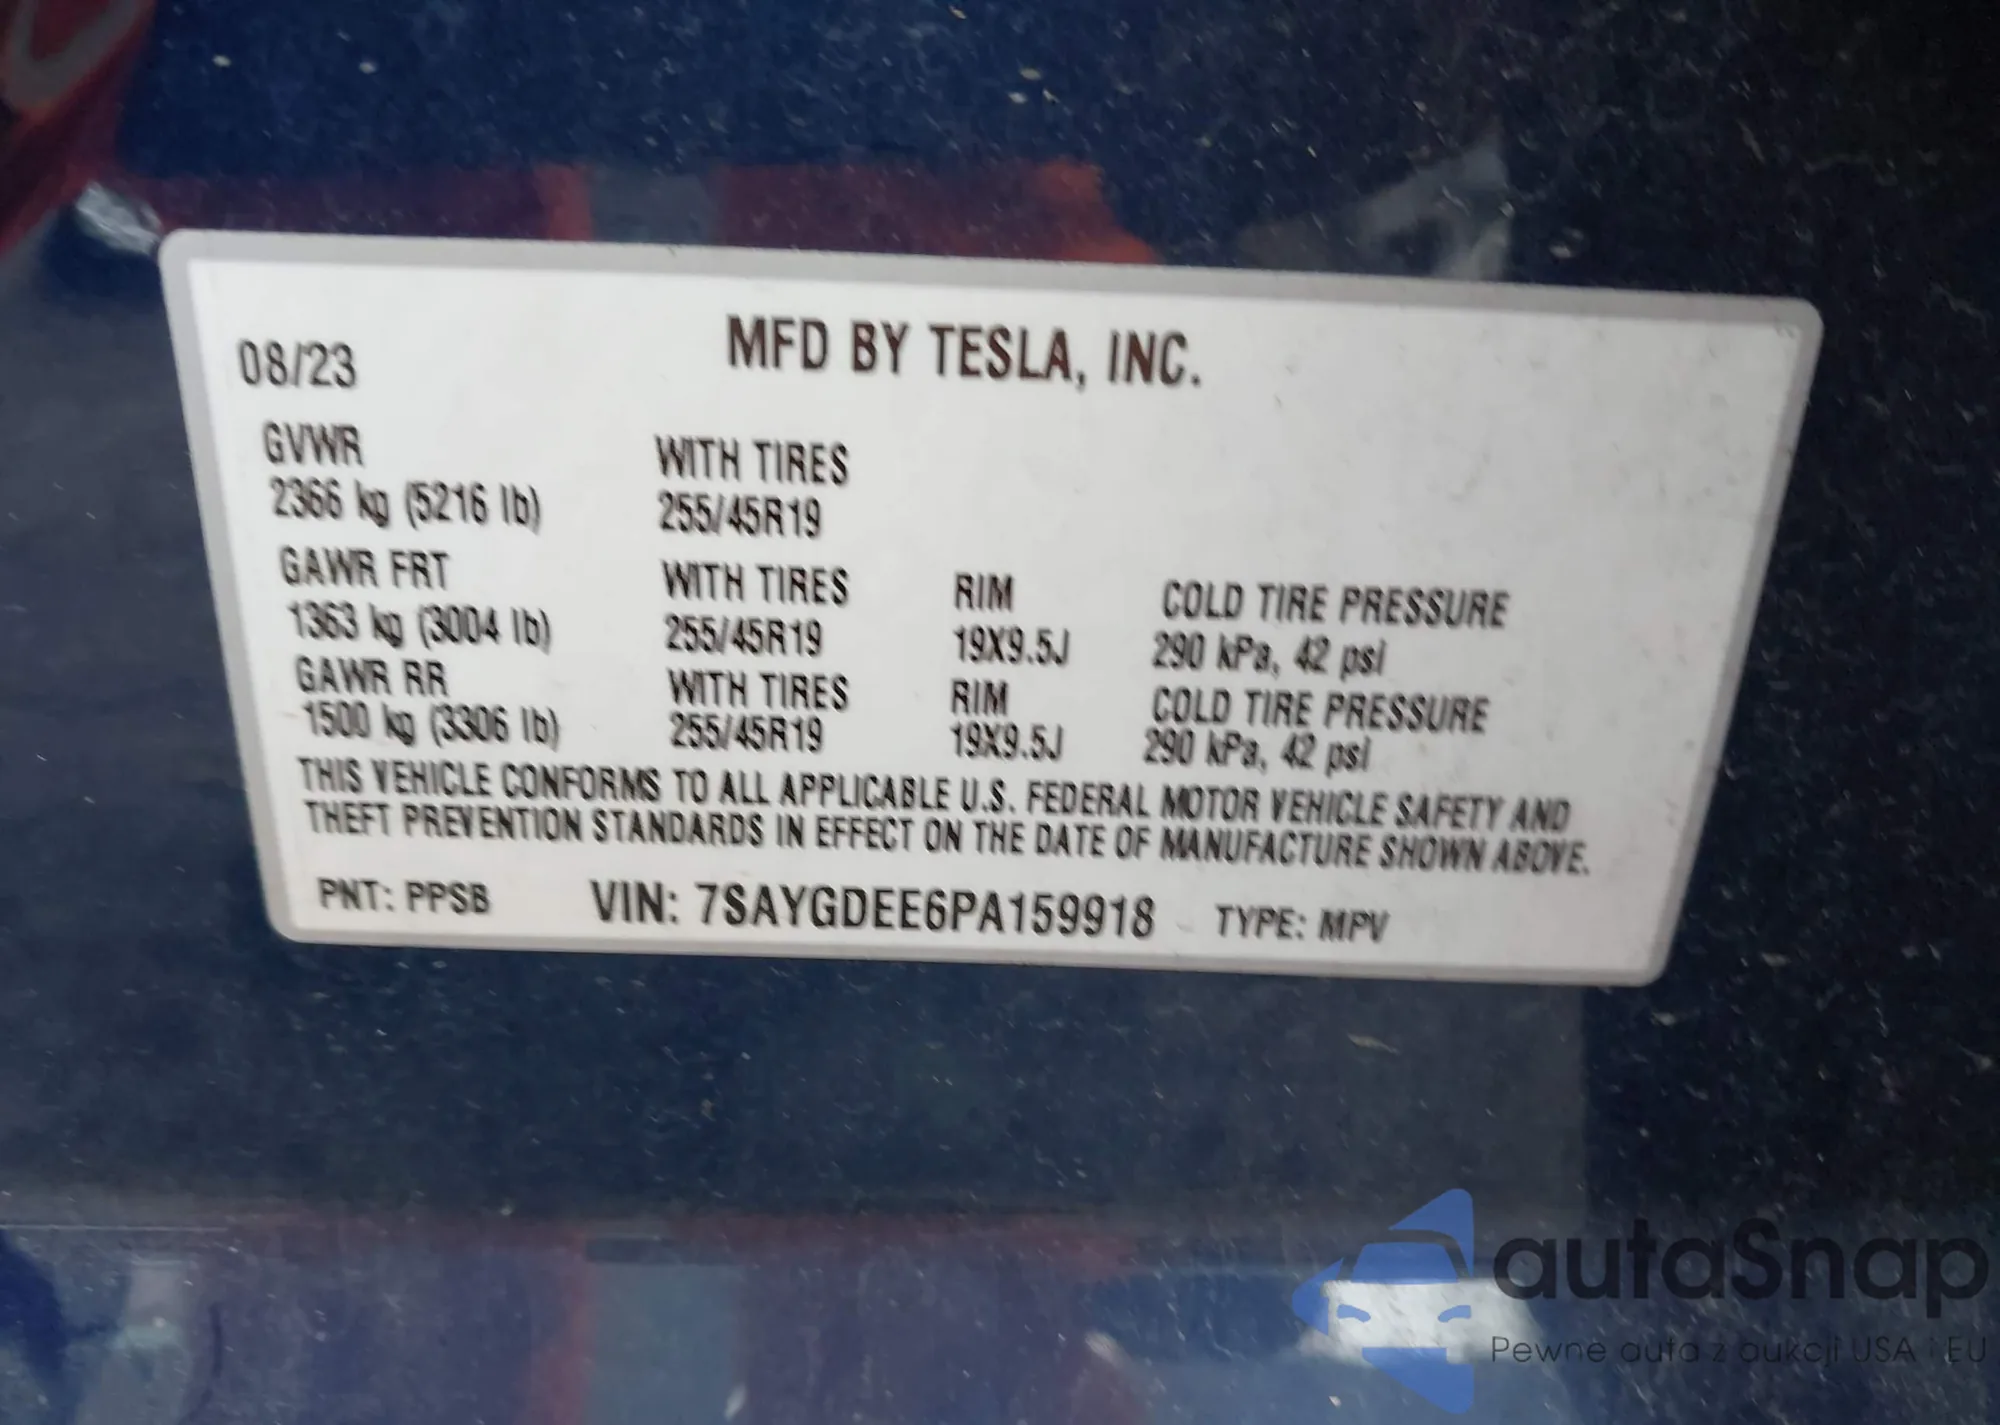 08/23 MFD BY TESLA, INC.
GVWR WITH TIRES
2366 kg (5216 lb) 255/45R19
GAWR FRT WITH TIRES RIM COLD TIRE PRESSURE
1363 kg (3004 lb) 255/45R19 19X9.5J 290 kPa, 42 psi
GAWR RR WITH TIRES RIM COLD TIRE PRESSURE
1500 kg (3306 lb) 255/45R19 19X9.5J 290 kPa, 42 psi
THIS VEHICLE CONFORMS TO ALL APPLICABLE U.S. FEDERAL MOTOR VEHICLE SAFETY AND
THEFT PREVENTION STANDARDS IN EFFECT ON THE DATE OF MANUFACTURE SHOWN ABOVE.
PNT: PPSB VIN: 7SAYGDEE6PA159918 TYPE: MPV
autaSnap
Pewne auta z aukcji USA i EU